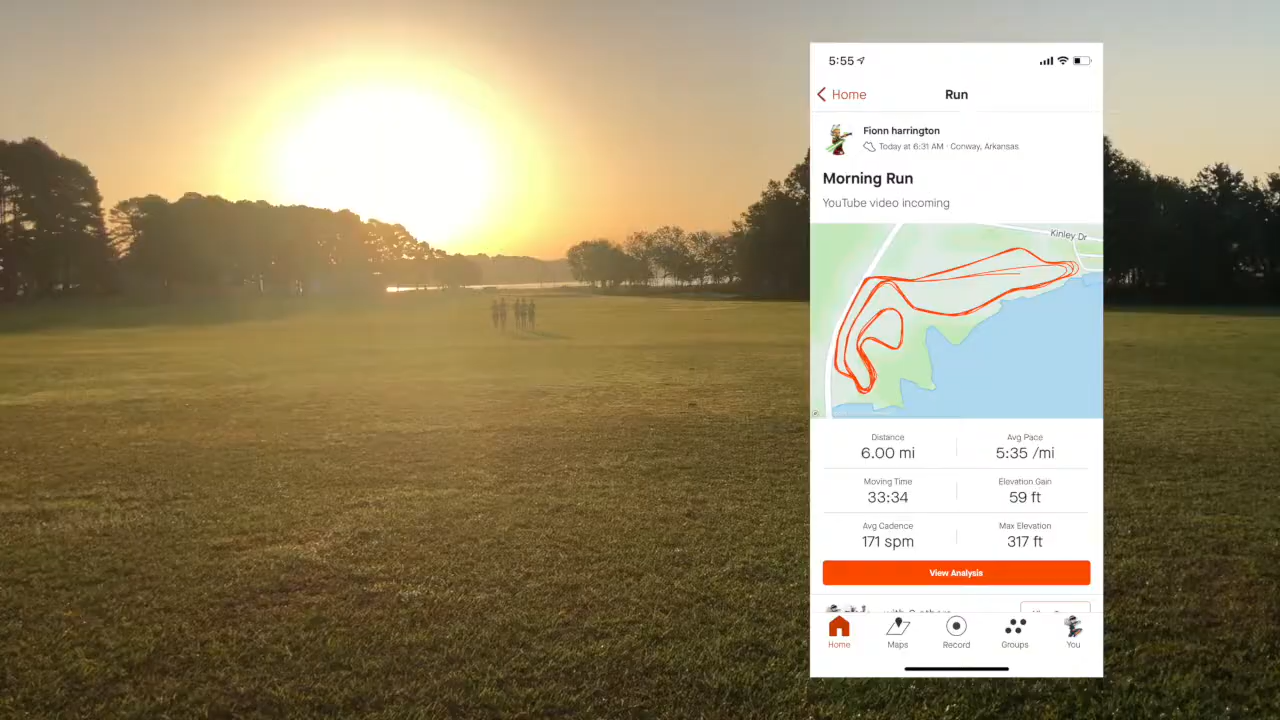 5:55
Home
Run
Fionn harrington
Today at 6:31 AM · Conway, Arkansas
Morning Run
YouTube video incoming
Kinley Dr
Distance
Avg Pace
6.00 mi
5:35 /mi
Moving Time
Elevation Gain
33:34
59 ft
Avg Cadence
Max Elevation
171 spm
317 ft
View Analysis
Home
Maps
Record
Groups
You